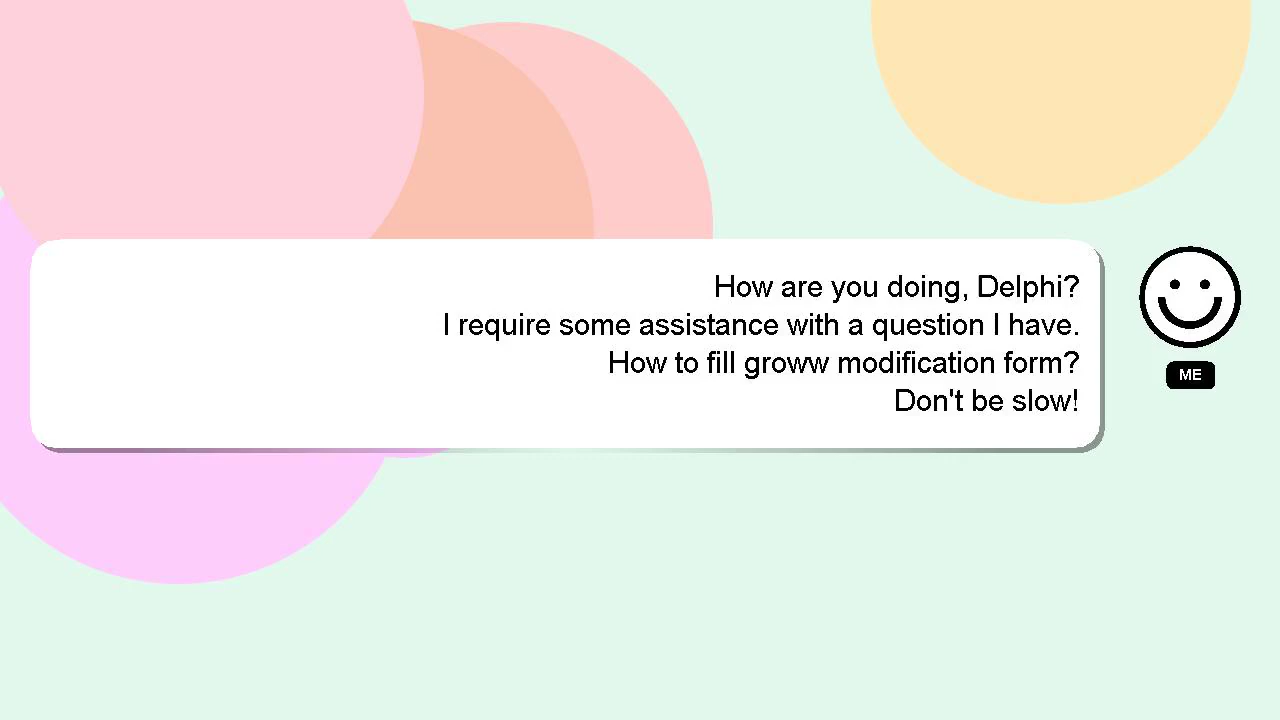 How are you doing, Delphi?
I require some assistance with a question I have.
How to fill groww modification form?
Don't be slow!
ME